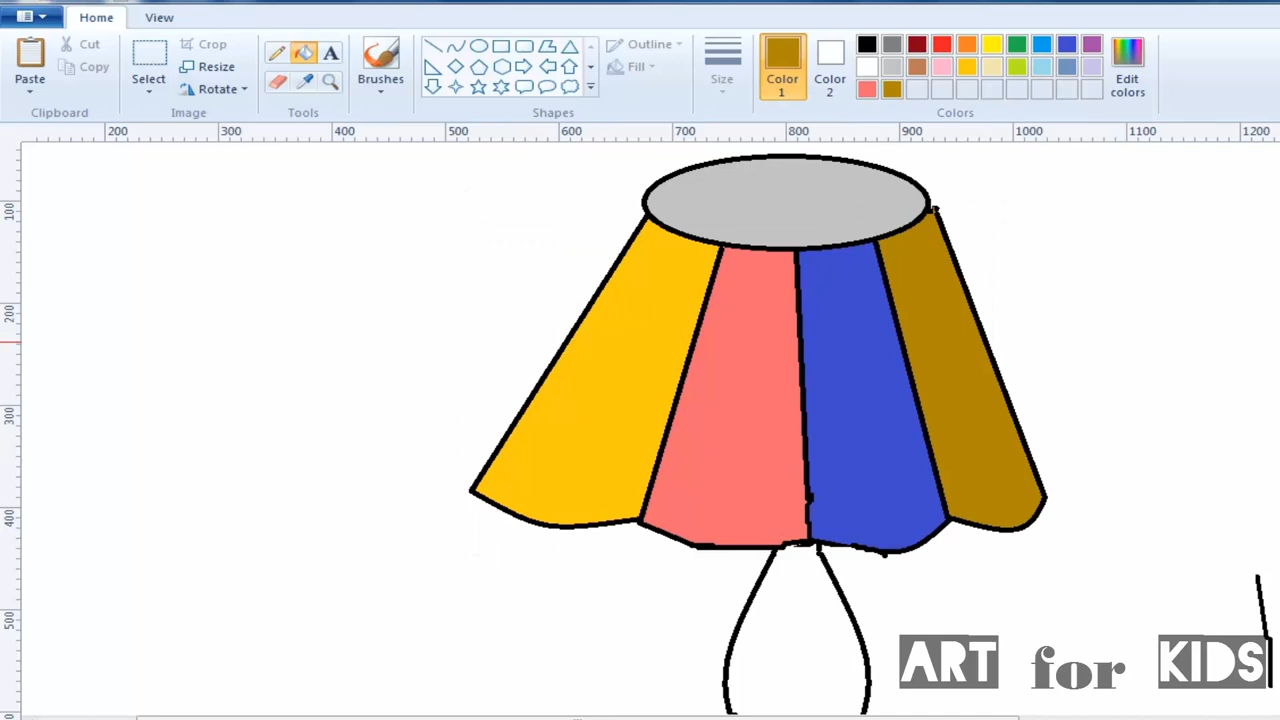 Home View
Cut
Copy
Paste
Clipboard
Select
Crop
Resize
Rotate
Image
A
Tools
Brushes
Outline
Fill
Shapes
Size
Color 1
Color 2
Edit colors
Colors
200 300 400 500 600 700 800 900 1000 1100 1200
100
200
300
400
500
ART for KIDS